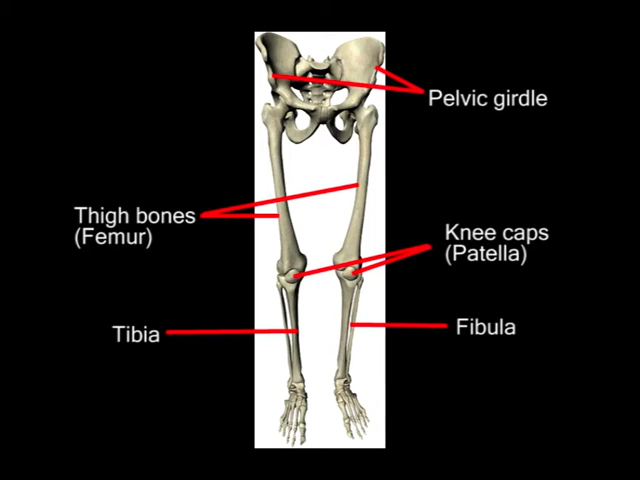 Pelvic girdle
Thigh bones
(Femur)
Knee caps
(Patella)
Tibia
Fibula